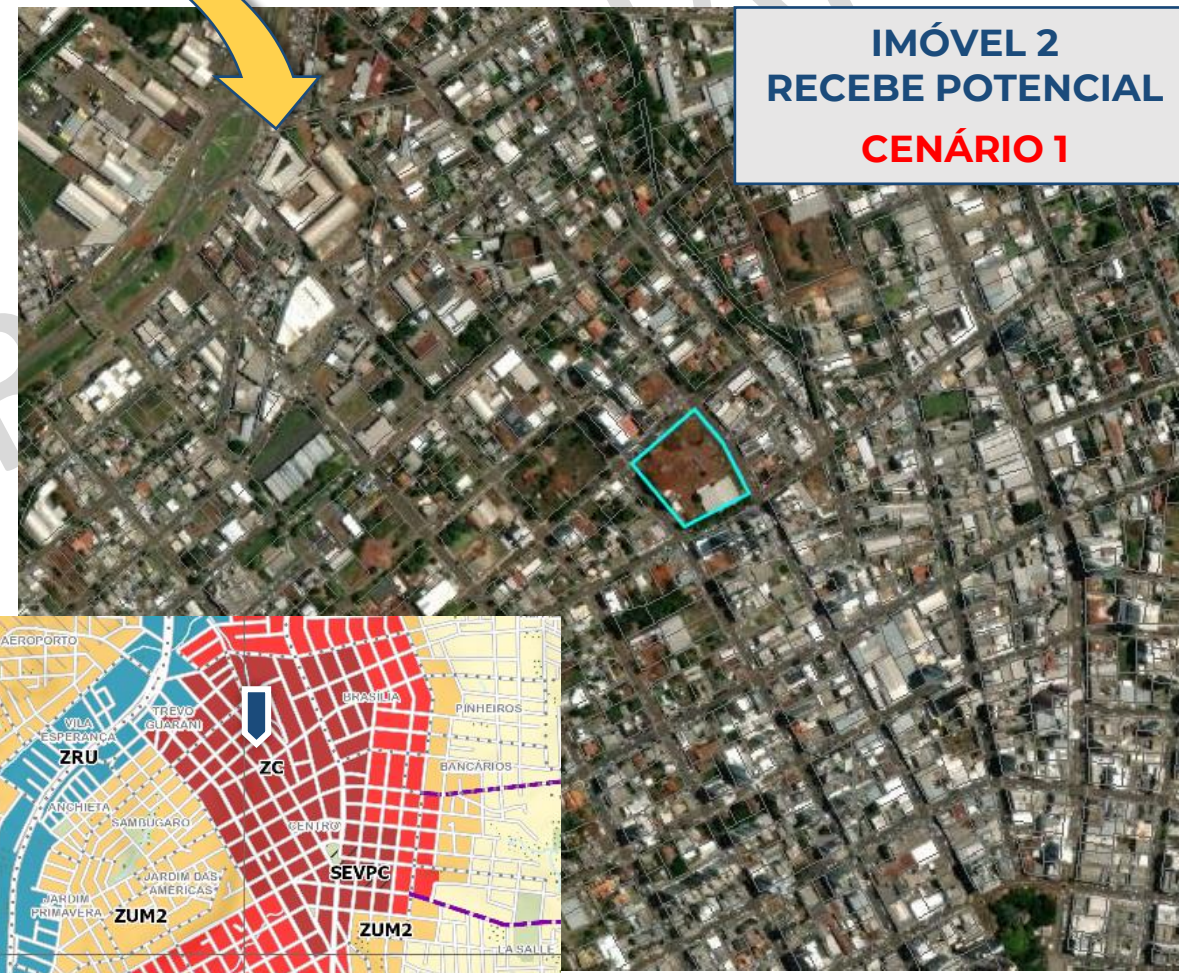 IMÓVEL 2
RECEBE POTENCIAL
CENÁRIO 1
AEROPORTO
BRASÍLIA
TREVO
GUARANI
PINHEIROS
VILA
ESPERANÇA
ZRU
ZC
BANCÁRIOS
ANCHIETA
SAMBUGARO
CENTRO
SEVPC
JARDIM DAS
AMÉRICAS
JARDIM
PRIMAVERA
ZUM2
ZUM2
LA SALLE